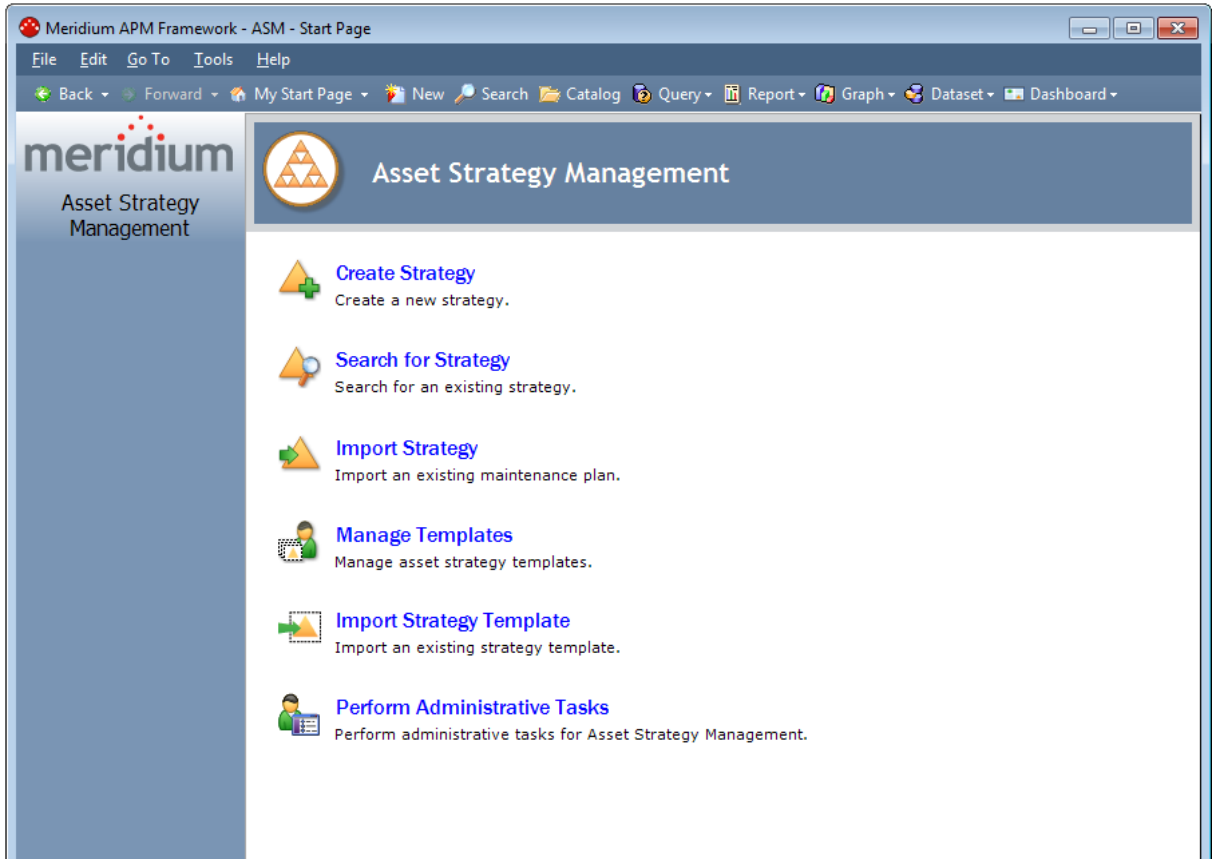 Meridium APM Framework - ASM - Start Page
File Edit Go To Tools Help
Back Forward My Start Page New Search Catalog Query Report Graph Dataset Dashboard
meridium
Asset Strategy
Management
Asset Strategy Management
Create Strategy
Create a new strategy.
Search for Strategy
Search for an existing strategy.
Import Strategy
Import an existing maintenance plan.
Manage Templates
Manage asset strategy templates.
Import Strategy Template
Import an existing strategy template.
Perform Administrative Tasks
Perform administrative tasks for Asset Strategy Management.